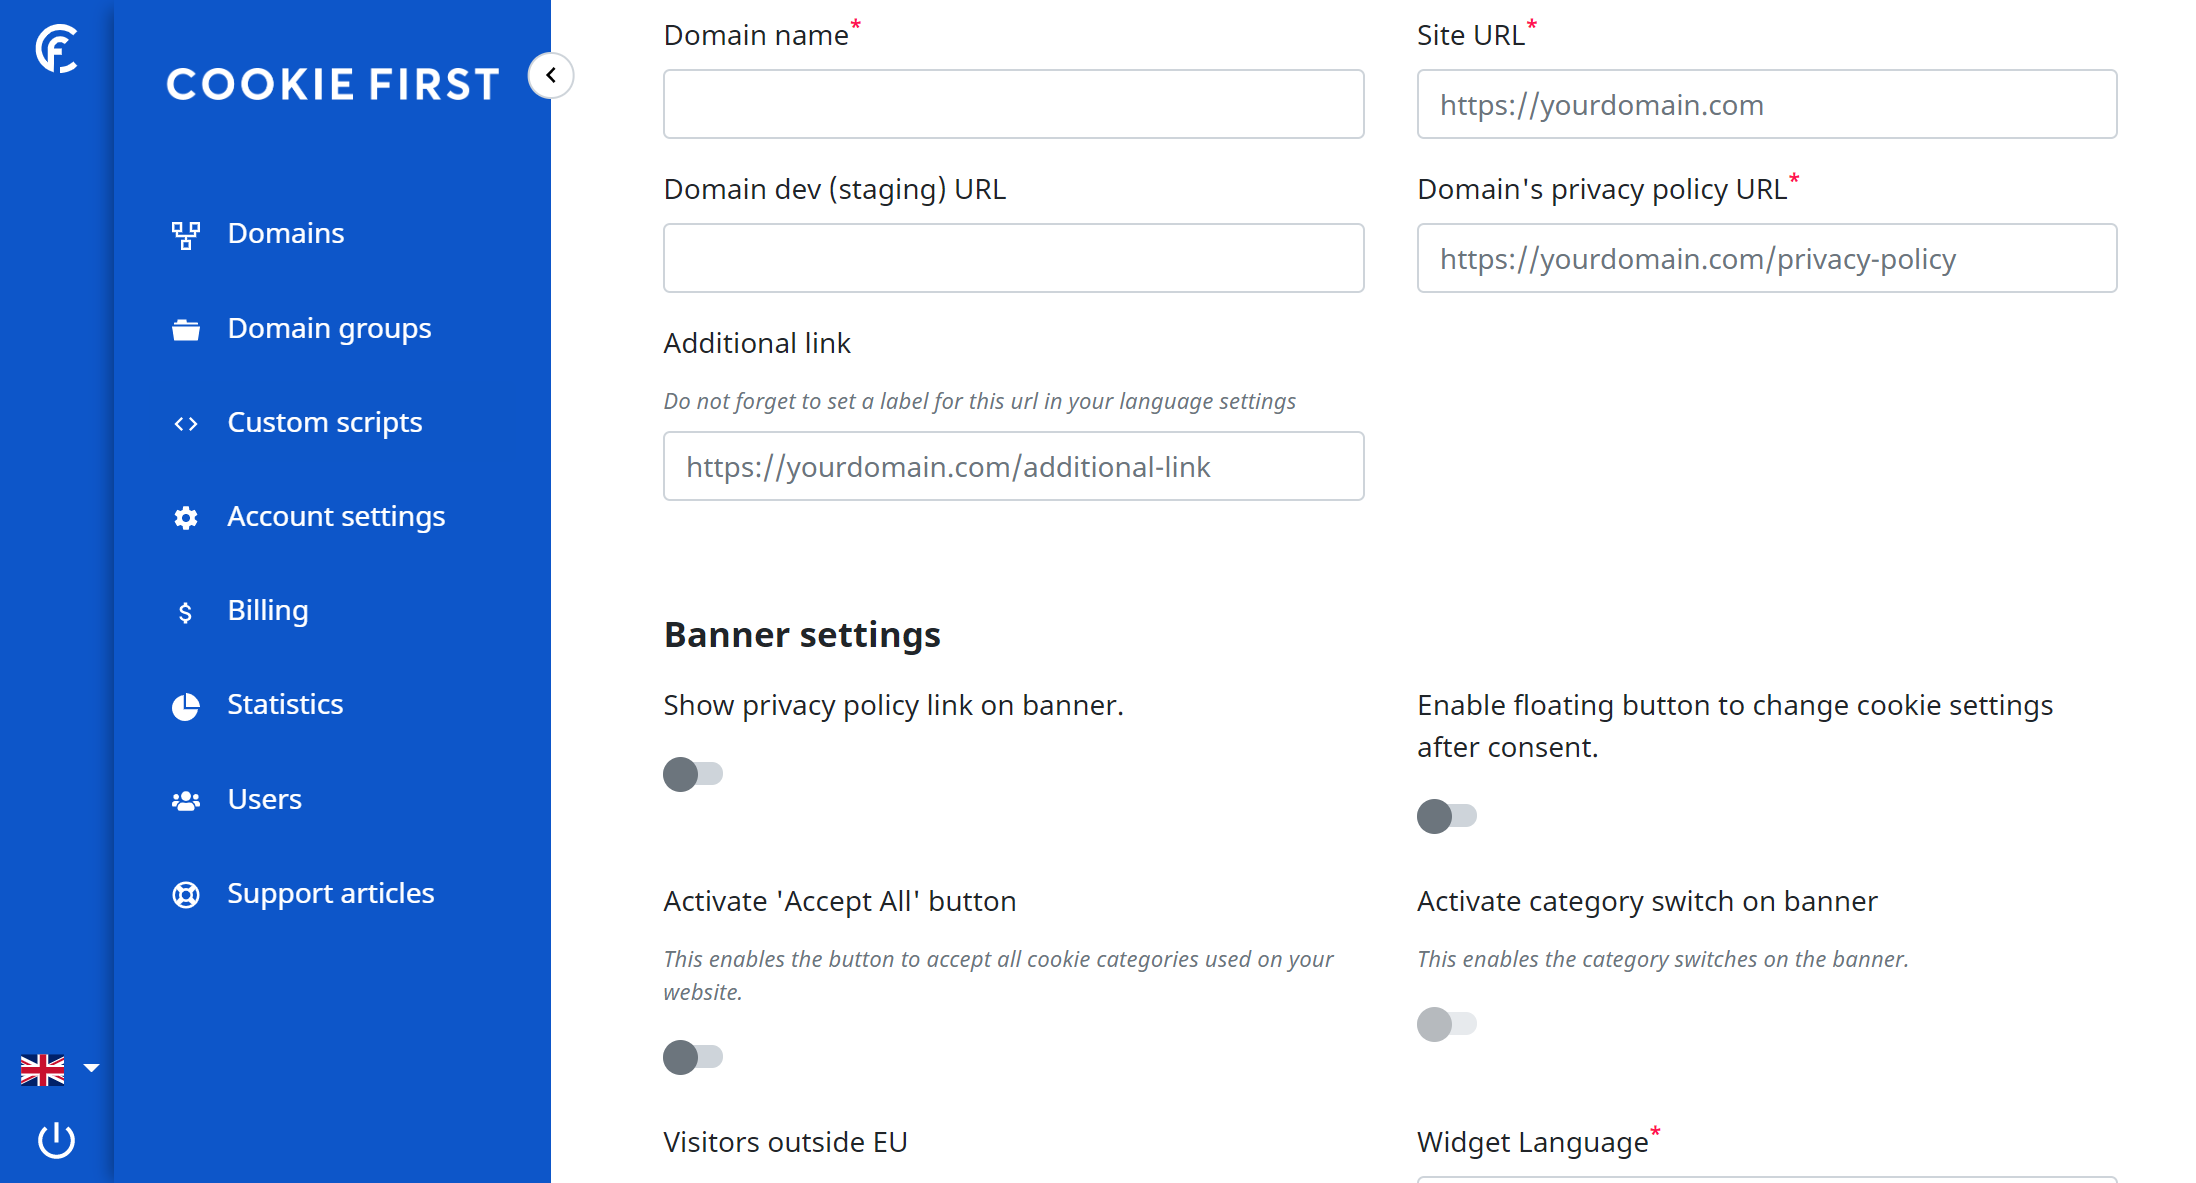 COOKIE FIRST
Domains
Domain groups
Custom scripts
Account settings
Billing
Statistics
Users
Support articles
Domain name*
Site URL*
https://yourdomain.com
Domain dev (staging) URL
Domain's privacy policy URL*
https://yourdomain.com/privacy-policy
Additional link
Do not forget to set a label for this url in your language settings
https://yourdomain.com/additional-link
Banner settings
Show privacy policy link on banner.
Enable floating button to change cookie settings
after consent.
Activate 'Accept All' button
This enables the button to accept all cookie categories used on your
website.
Activate category switch on banner
This enables the category switches on the banner.
Visitors outside EU
Widget Language*